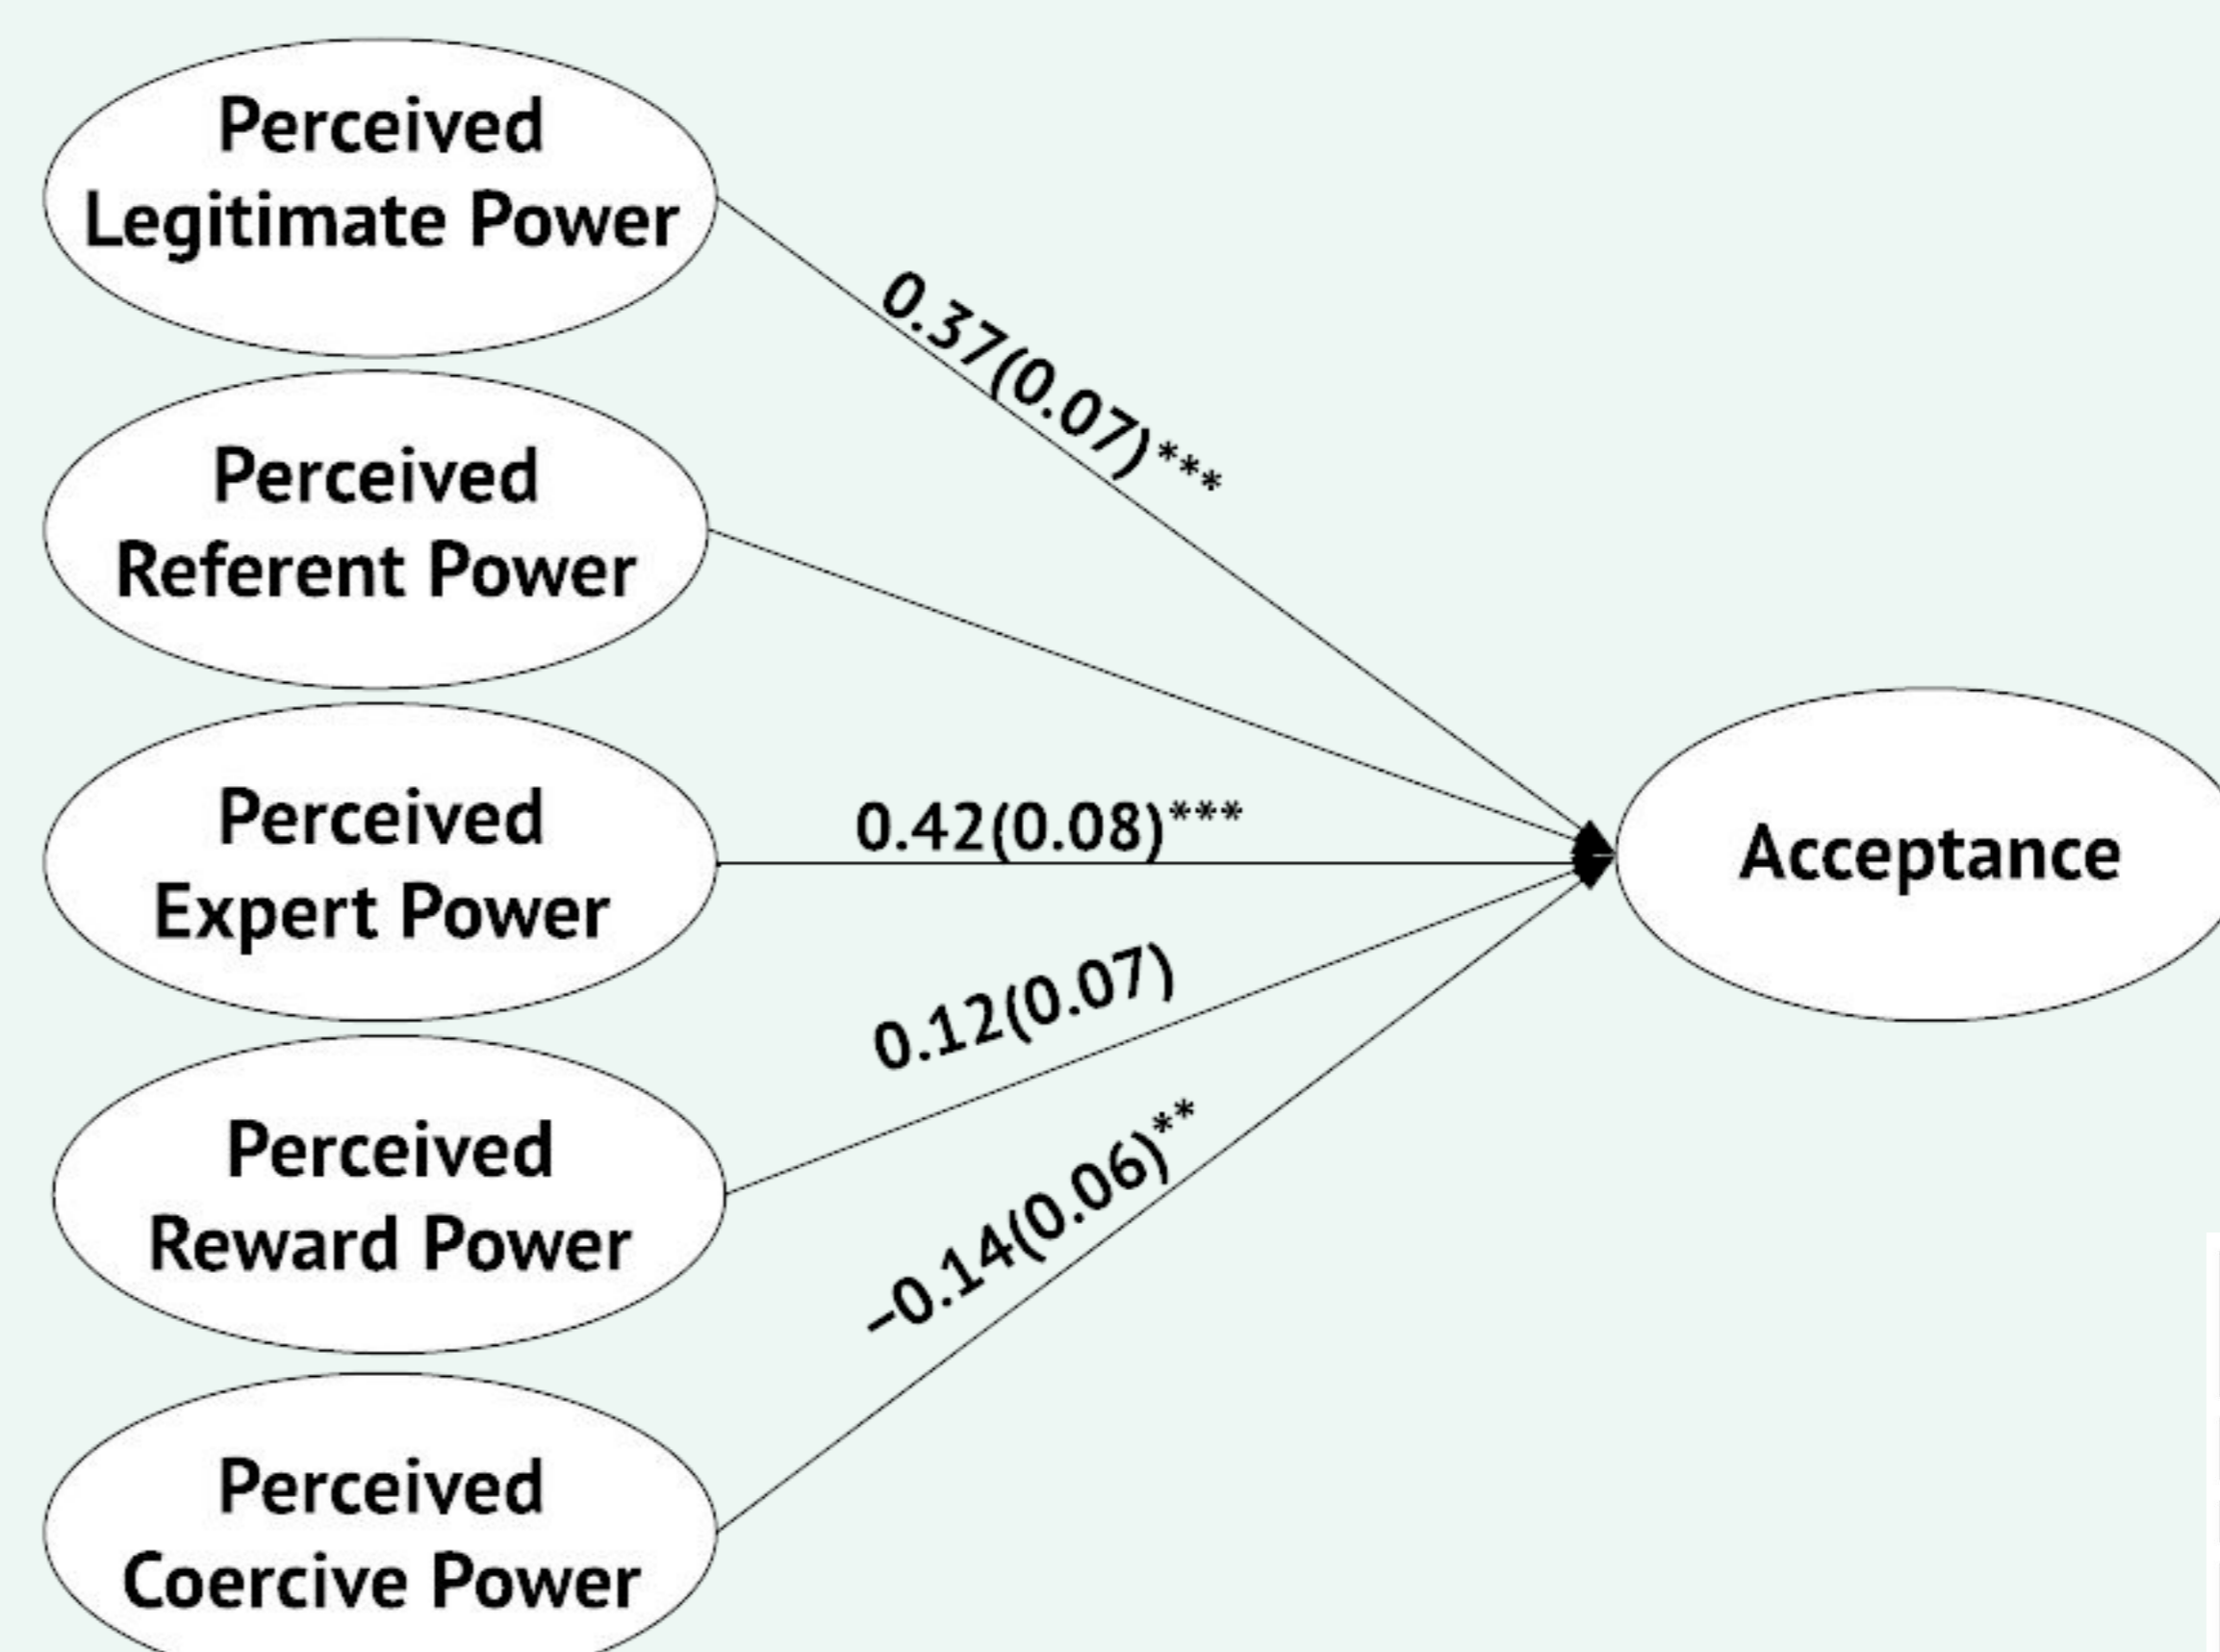 Perceived
Legitimate Power
0.37(0.07)***
Perceived
Referent Power
Perceived
Expert Power
0.42(0.08)***
Acceptance
0.12(0.07)
Perceived
Reward Power
−0.14(0.06)**
Perceived
Coercive Power